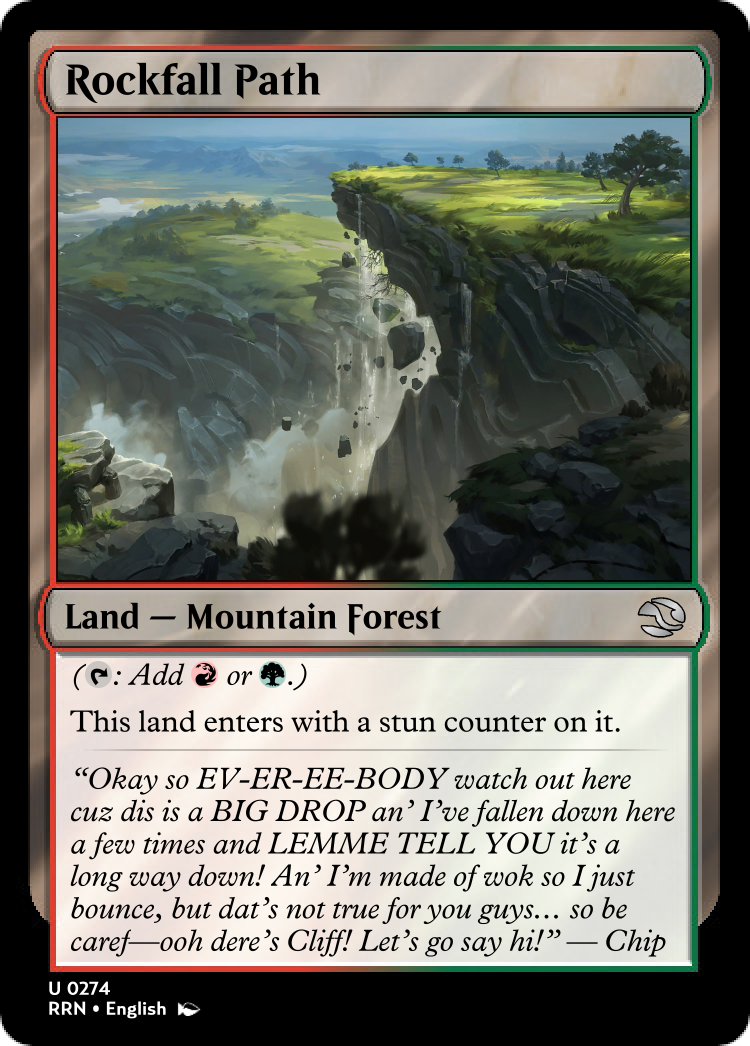 Rockfall Path
Land — Mountain Forest
(: Add or .)
This land enters with a stun counter on it.
“Okay so EV-ER-EE-BODY watch out here
cuz dis is a BIG DROP an’ I’ve fallen down here
a few times and LEMME TELL YOU it’s a
long way down! An’ I’m made of wok so I just
bounce, but dat’s not true for you guys… so be
caref—ooh dere’s Cliff! Let’s go say hi!” — Chip
U 0274
RRN • English